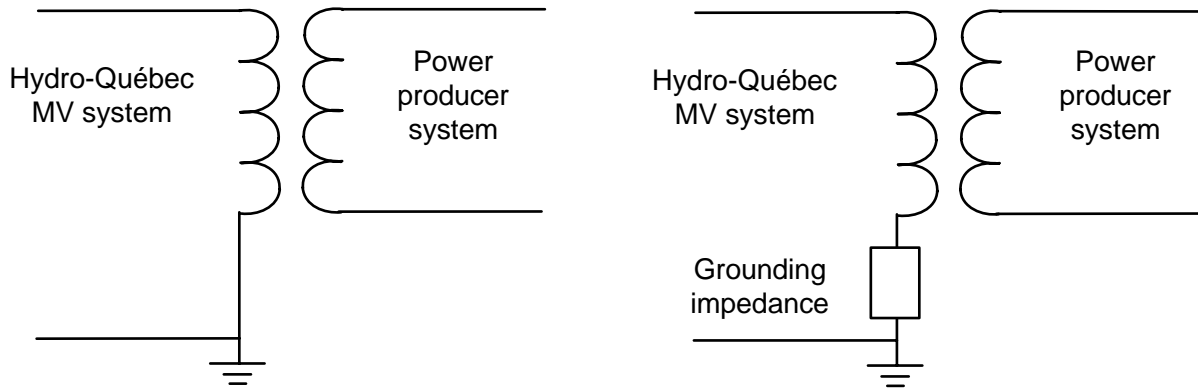 Hydro-Québec
MV system
Power
producer
system
Hydro-Québec
MV system
Power
producer
system
Grounding
impedance